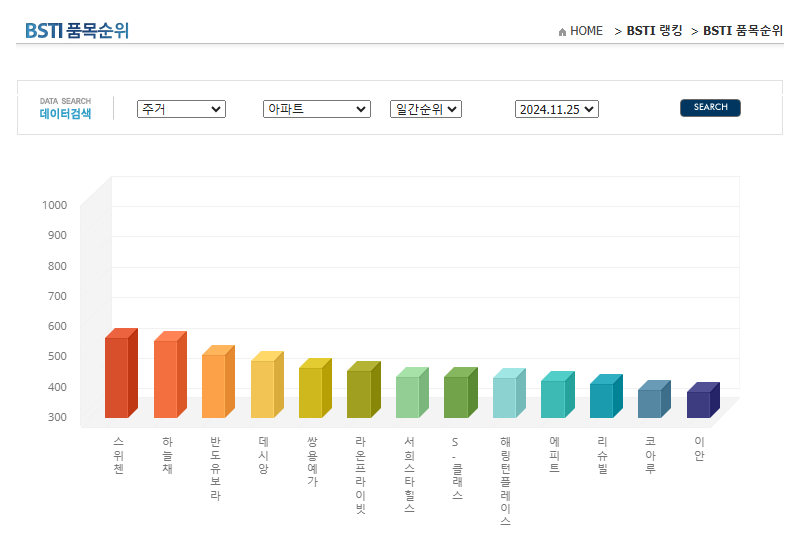 BSTI 품목순위
HOME > BSTI 랭킹 > BSTI 품목순위
DATA SEARCH
데이터검색
주거
아파트
일간순위
2024.11.25
SEARCH
1000
900
800
700
600
500
400
300
스위첸
하늘채
반도유보라
데시앙
쌍용예가
라온프라이빗
서희스타힐스
S-클래스
해링턴플레이스
에피트
리슈빌
코아루
이안